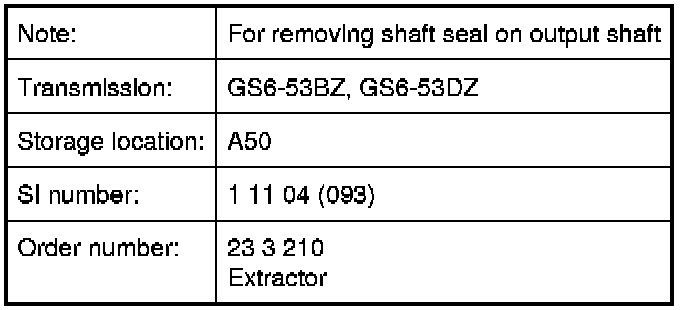 Note: For removing shaft seal on output shaft
Transmission: GS6-53BZ, GS6-53DZ
Storage location: A50
SI number: 1 11 04 (093)
Order number: 23 3 210
Extractor